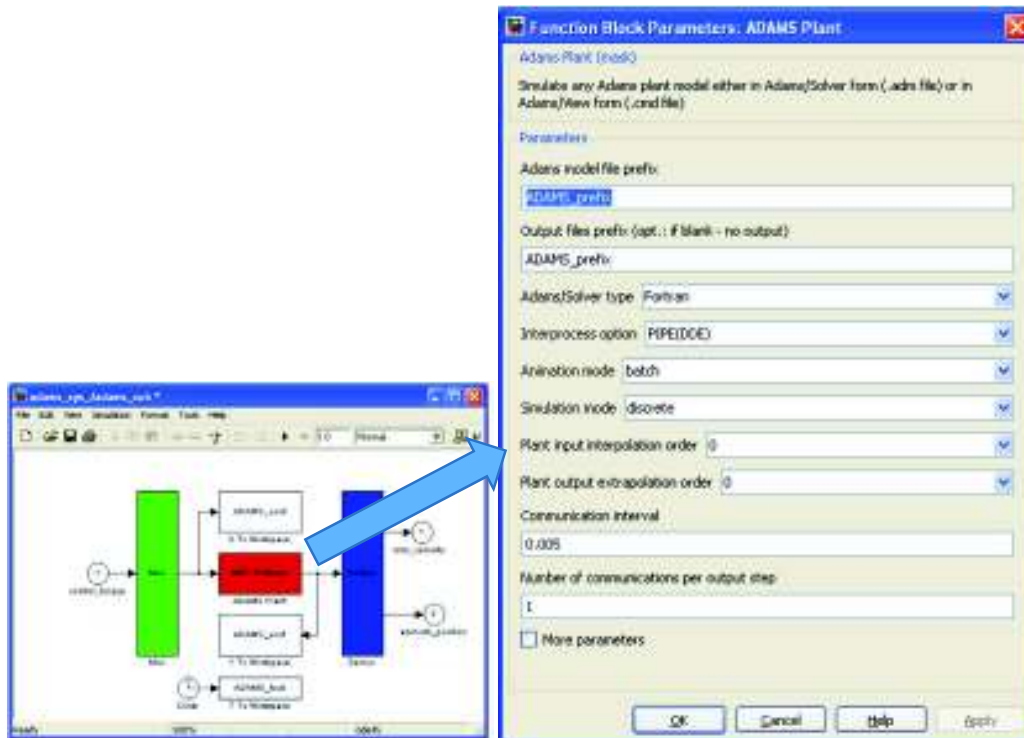 Function Block Parameters: ADAMS Plant
Adams Plant (mask)
Simulate any Adams plant model either in Adams/Solver form (.adm file) or in
Adams/View form (.cmd file)
Parameters
Adams model file prefix
ADAMS_prefix
Output files prefix (opt.: if blank - no output)
ADAMS_prefix
Adams/Solver type Fortran
Interprocess option PIPE(DDE)
Animation mode batch
Simulation mode discrete
Plant input interpolation order 0
Plant output extrapolation order 0
Communication interval
0.005
Number of communications per output step
1
More parameters
OK Cancel Help Apply
File Edit View Simulation Format Tools Help
Normal
Mux
U To Workspace
ADAMS Plant
Y To Workspace
Demux
Clock
T To Workspace
Ready 100%